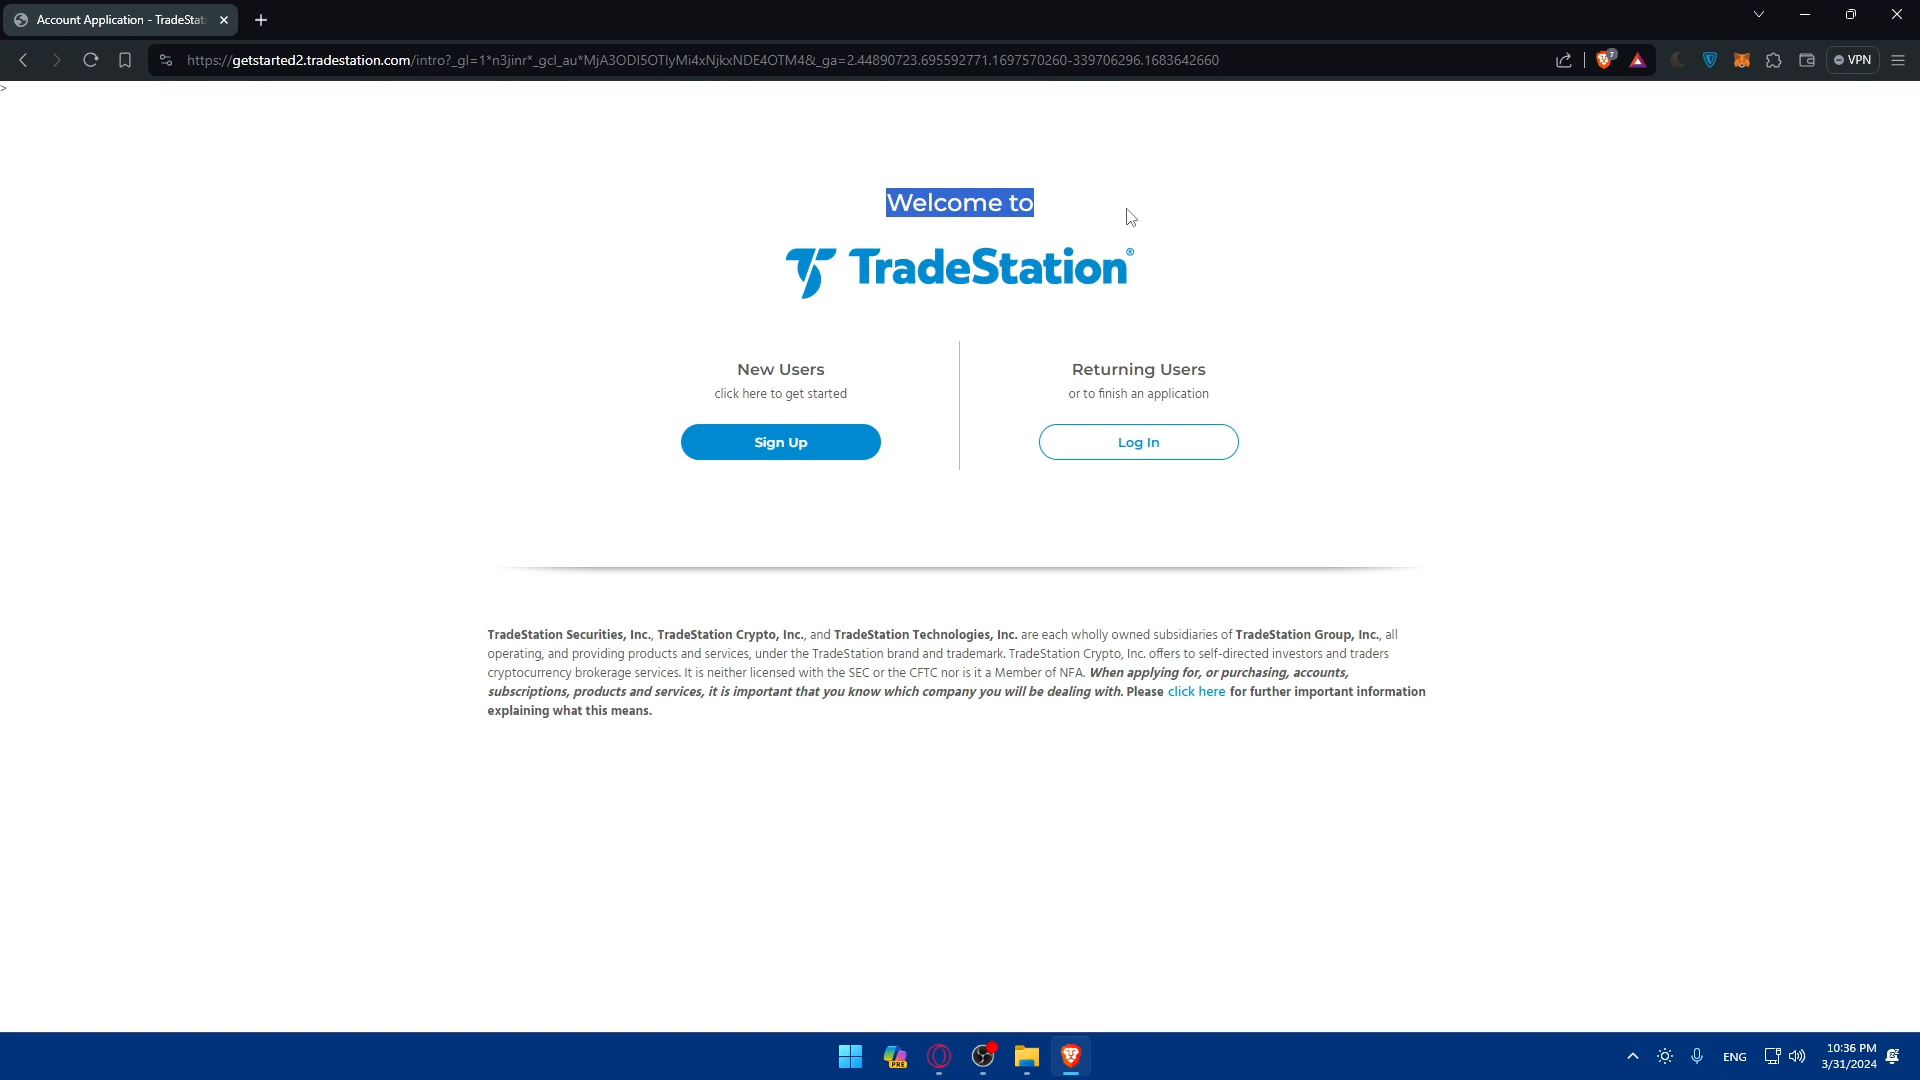 Account Application - TradeStati
https://getstarted2.tradestation.com/intro?_gl=1*n3jinr*_gcl_au*MjA3ODI5OTIyMi4xNjkxNDE4OTM4&_ga=2.44890723.695592771.1697570260-339706296.1683642660
7
VPN
>
Welcome to
TradeStation®
New Users
click here to get started
Sign Up
Returning Users
or to finish an application
Log In
TradeStation Securities, Inc., TradeStation Crypto, Inc., and TradeStation Technologies, Inc. are each wholly owned subsidiaries of TradeStation Group, Inc., all
operating, and providing products and services, under the TradeStation brand and trademark. TradeStation Crypto, Inc. offers to self-directed investors and traders
cryptocurrency brokerage services. It is neither licensed with the SEC or the CFTC nor is it a Member of NFA. When applying for, or purchasing, accounts,
subscriptions, products and services, it is important that you know which company you will be dealing with. Please click here for further important information
explaining what this means.
PRE
ENG
10:36 PM
3/31/2024